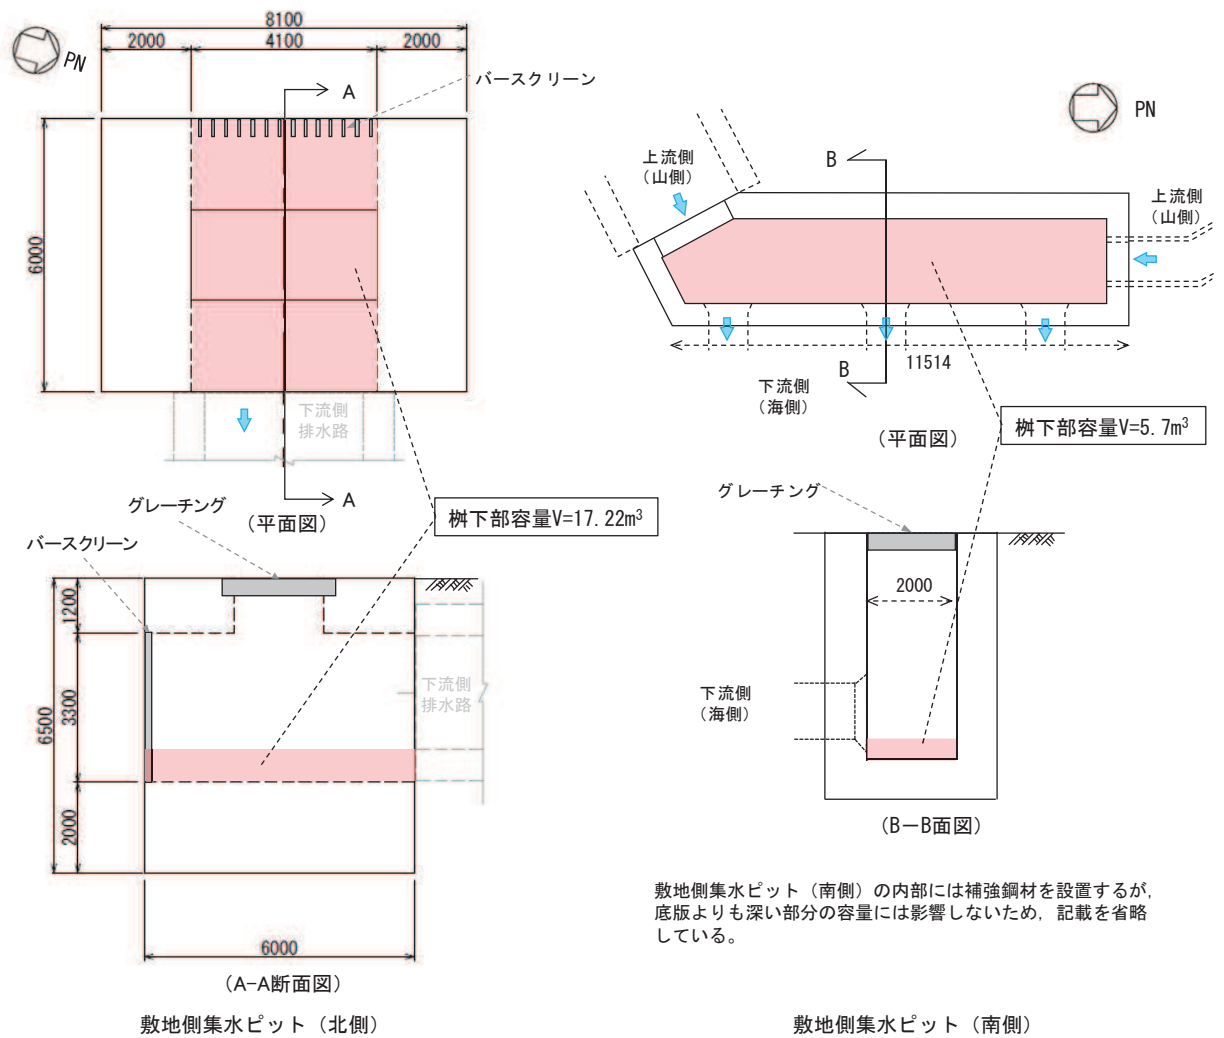 8100
2000
4100
2000
PN
A
バースクリーン
6000
下流側
排水路
A
(平面図)
桝下部容量V=17.22m³
PN
上流側
(山側)
B
上流側
(山側)
11514
B
下流側
(海側)
(平面図)
桝下部容量V=5.7m³
グレーチング
バースクリーン
1200
3300
6500
2000
下流側
排水路
6000
(A-A断面図)
敷地側集水ピット(北側)
グレーチング
2000
下流側
(海側)
(B-B面図)
敷地側集水ピット(南側)の内部には補強鋼材を設置するが,
底版よりも深い部分の容量には影響しないため,記載を省略
している。
敷地側集水ピット(南側)